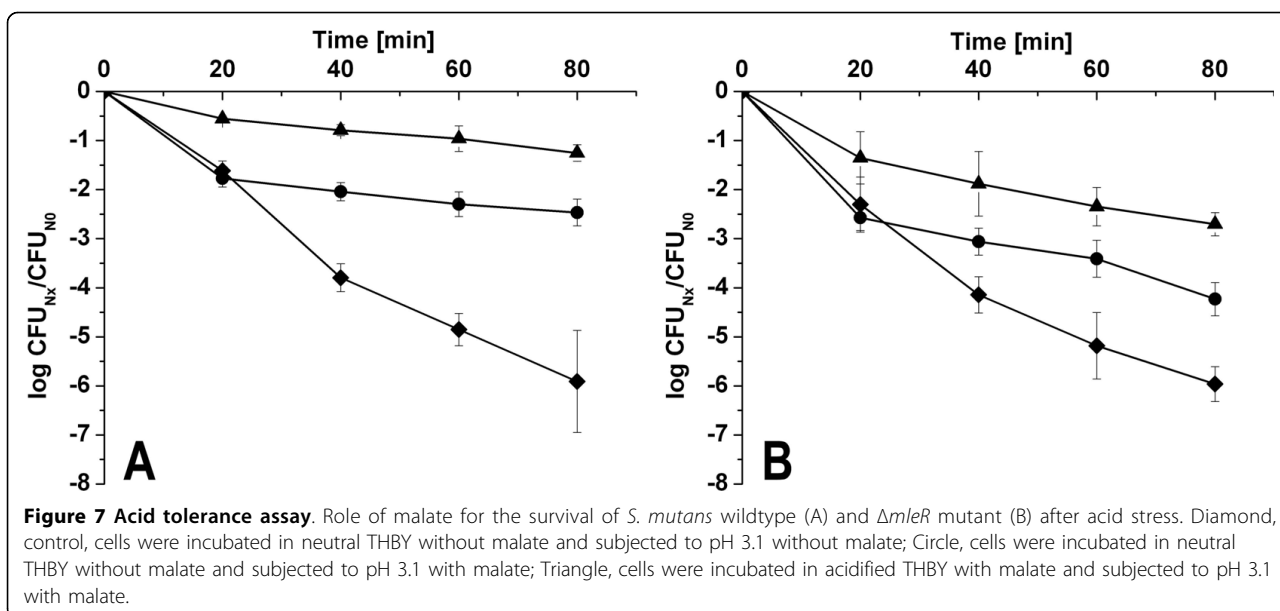 Time [min]
0 20 40 60 80
0
-1
-2
-3
-4
-5
-6
-7
-8
log CFU_Nx/CFU_N0
A
Time [min]
0 20 40 60 80
0
-1
-2
-3
-4
-5
-6
-7
-8
log CFU_Nx/CFU_N0
B
Figure 7 Acid tolerance assay. Role of malate for the survival of S. mutans wildtype (A) and ΔmleR mutant (B) after acid stress. Diamond,
control, cells were incubated in neutral THBY without malate and subjected to pH 3.1 without malate; Circle, cells were incubated in neutral
THBY without malate and subjected to pH 3.1 with malate; Triangle, cells were incubated in acidified THBY with malate and subjected to pH 3.1
with malate.